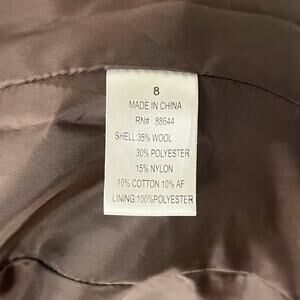 8
MADE IN CHINA
RN# 88644
SHELL:35% WOOL
30% POLYESTER
15% NYLON
10% COTTON 10% AF
LINING:100%POLYESTER